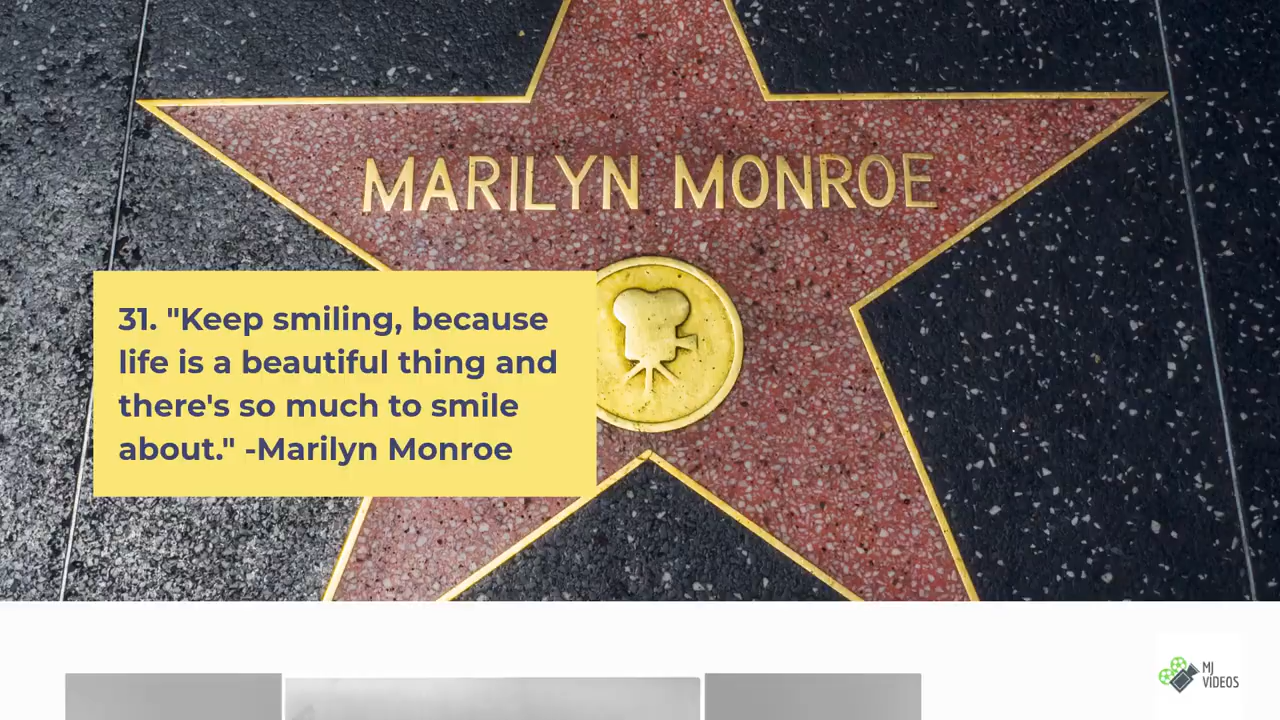 MARILYN MONROE
31. "Keep smiling, because
life is a beautiful thing and
there's so much to smile
about." -Marilyn Monroe
MJ
VIDEOS